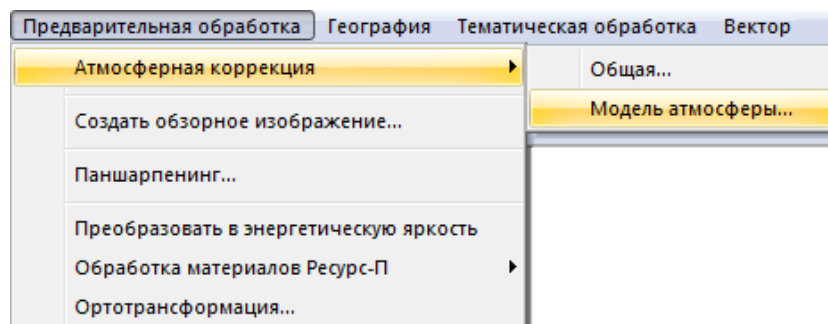 Предварительная обработка География Тематическая обработка Вектор
Атмосферная коррекция
Общая...
Модель атмосферы...
Создать обзорное изображение...
Паншарпенинг...
Преобразовать в энергетическую яркость
Обработка материалов Ресурс-П
Ортотрансформация...